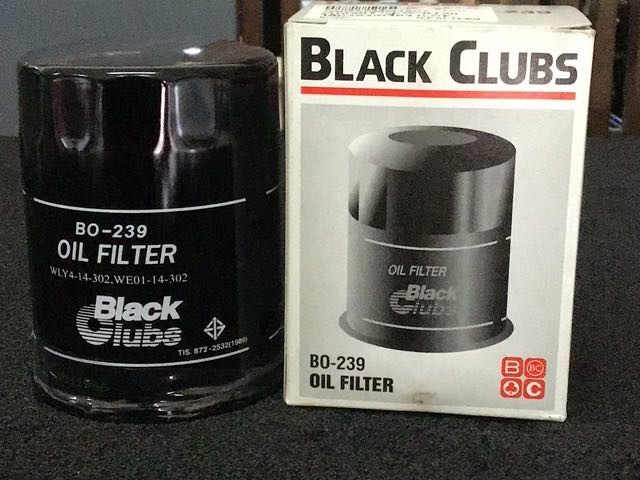 BO-239
OIL FILTER
WLY4-14-302,WE01-14-302
Black
Clubs
TIS. 872-2532(1989)
239
BLACK CLUBS
OIL FILTER
Black
Clubs
BO-239
OIL FILTER
B BC
C